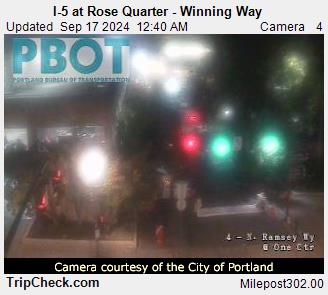 I-5 at Rose Quarter - Winning Way
Updated Sep 17 2024 12:40 AM Camera 4
PBOT
PORTLAND BUREAU OF TRANSPORTATION
4 - N. Ramsey Wy
@ One Ctr
Camera courtesy of the City of Portland
TripCheck.com Milepost302.00